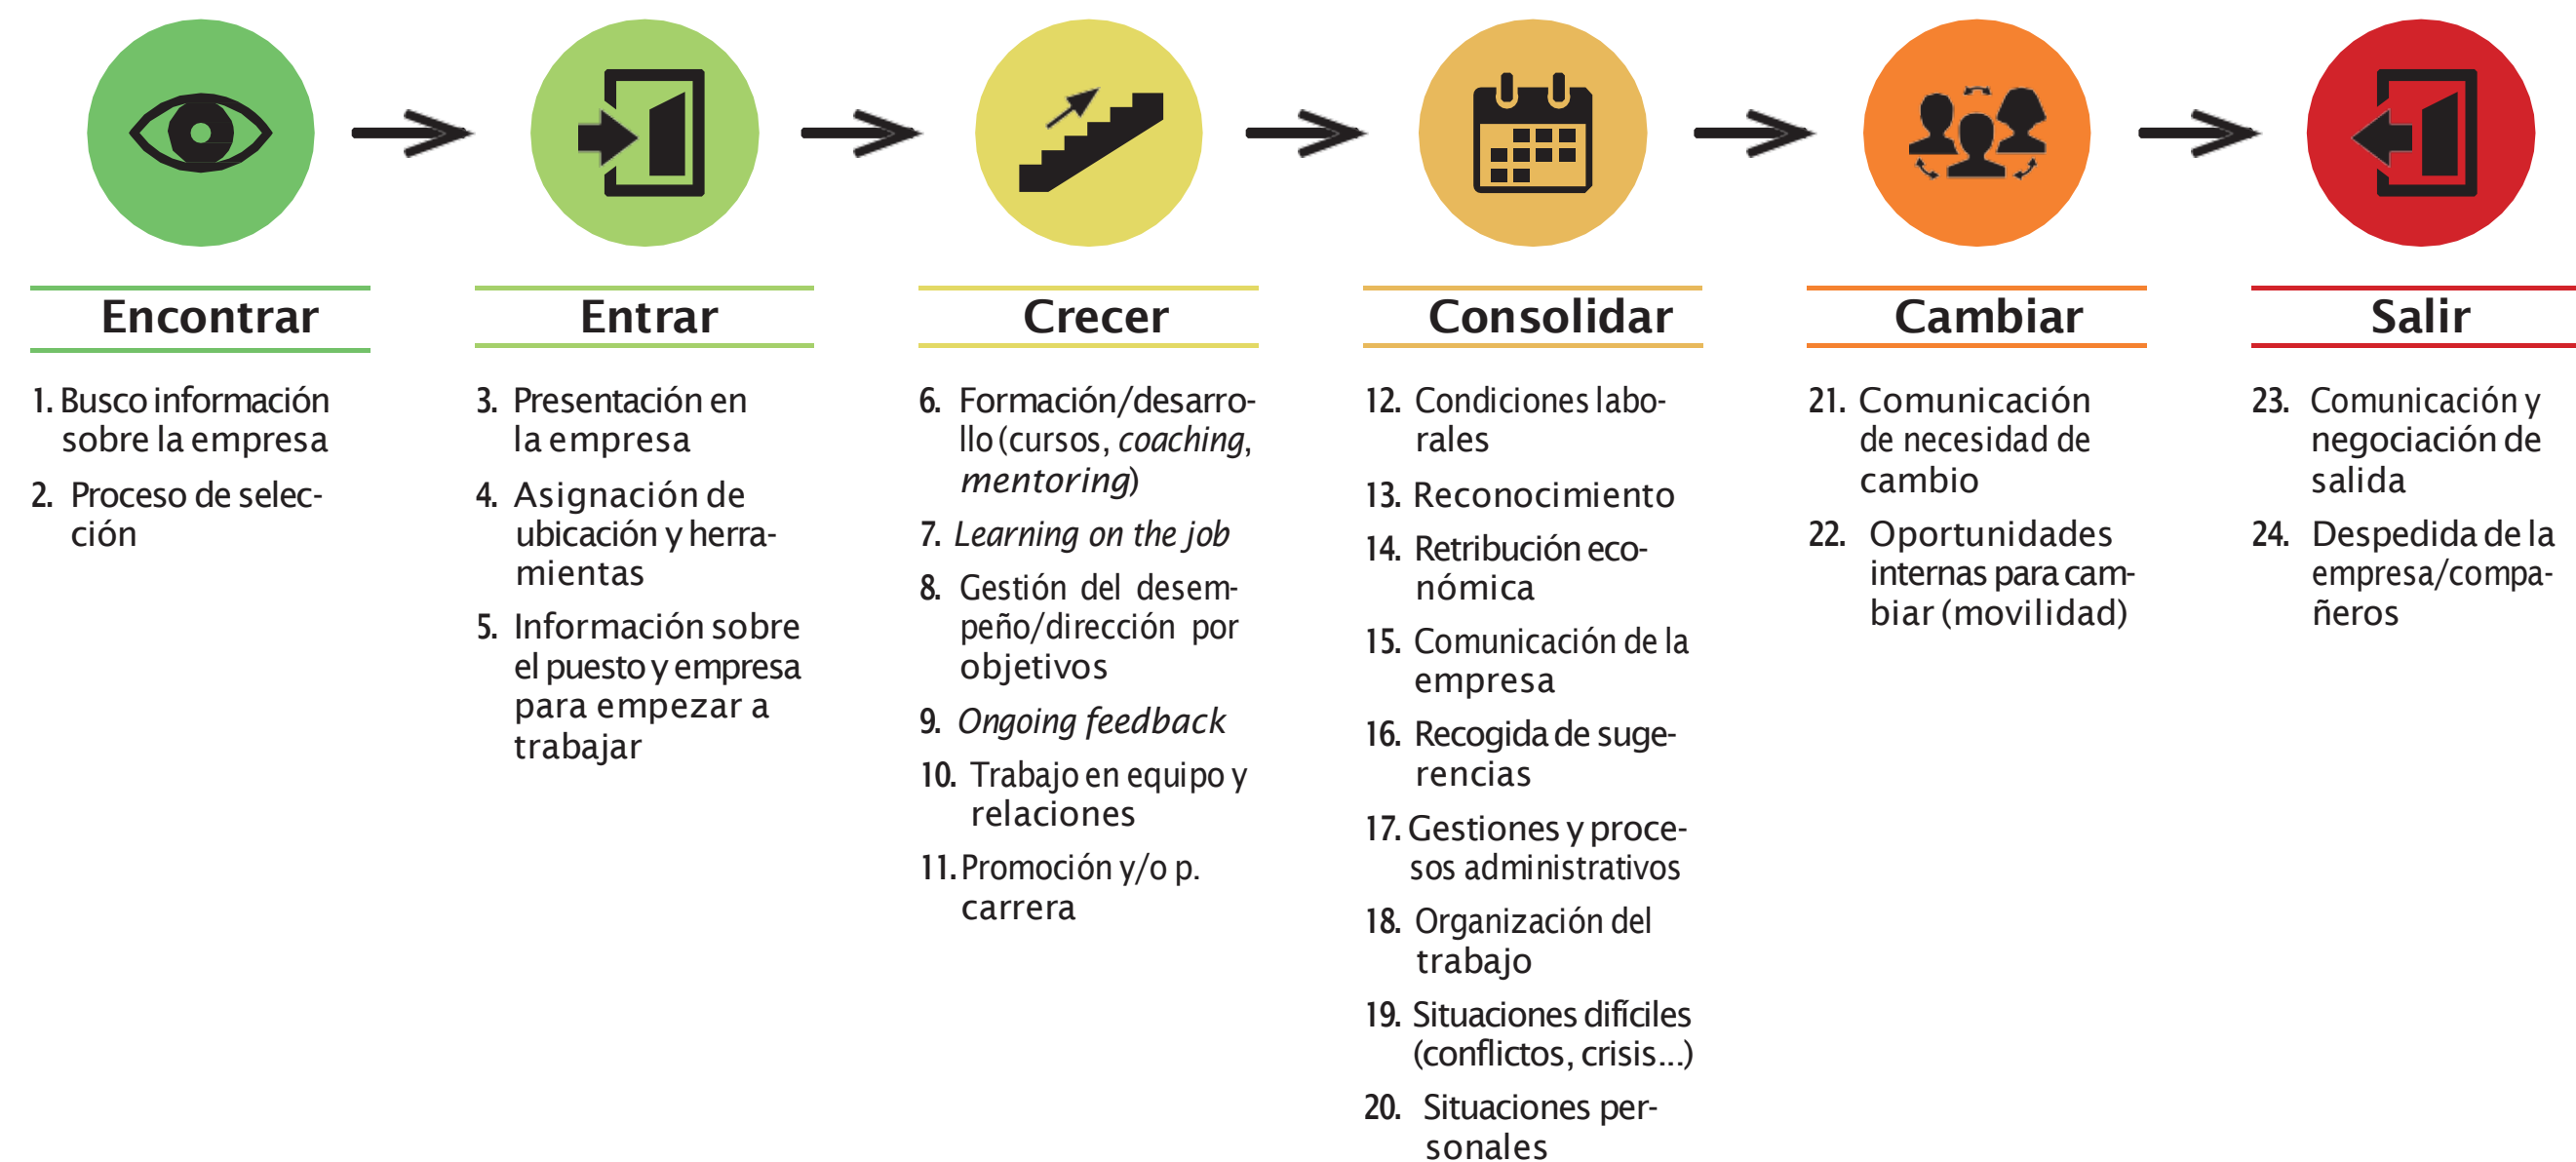 Encontrar
1. Busco información
sobre la empresa
2. Proceso de selec-
ción
Entrar
3. Presentación en
la empresa
4. Asignación de
ubicación y herra-
mientas
5. Información sobre
el puesto y empresa
para empezar a
trabajar
Crecer
6. Formación/desarro-
llo (cursos, coaching,
mentoring)
7. Learning on the job
8. Gestión del desem-
peño/dirección por
objetivos
9. Ongoing feedback
10. Trabajo en equipo y
relaciones
11. Promoción y/o p.
carrera
Consolidar
12. Condiciones labo-
rales
13. Reconocimiento
14. Retribución eco-
nómica
15. Comunicación de la
empresa
16. Recogida de suge-
rencias
17. Gestiones y proce-
sos administrativos
18. Organización del
trabajo
19. Situaciones difíciles
(conflictos, crisis...)
20. Situaciones per-
sonales
Cambiar
21. Comunicación
de necesidad de
cambio
22. Oportunidades
internas para cam-
biar (movilidad)
Salir
23. Comunicación y
negociación de
salida
24. Despedida de la
empresa/compa-
ñeros